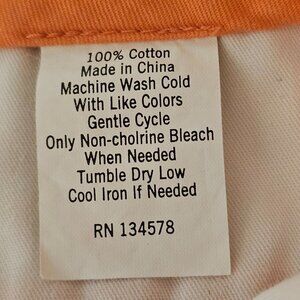 100% Cotton
Made in China
Machine Wash Cold
With Like Colors
Gentle Cycle
Only Non-cholrine Bleach
When Needed
Tumble Dry Low
Cool Iron If Needed
RN 134578